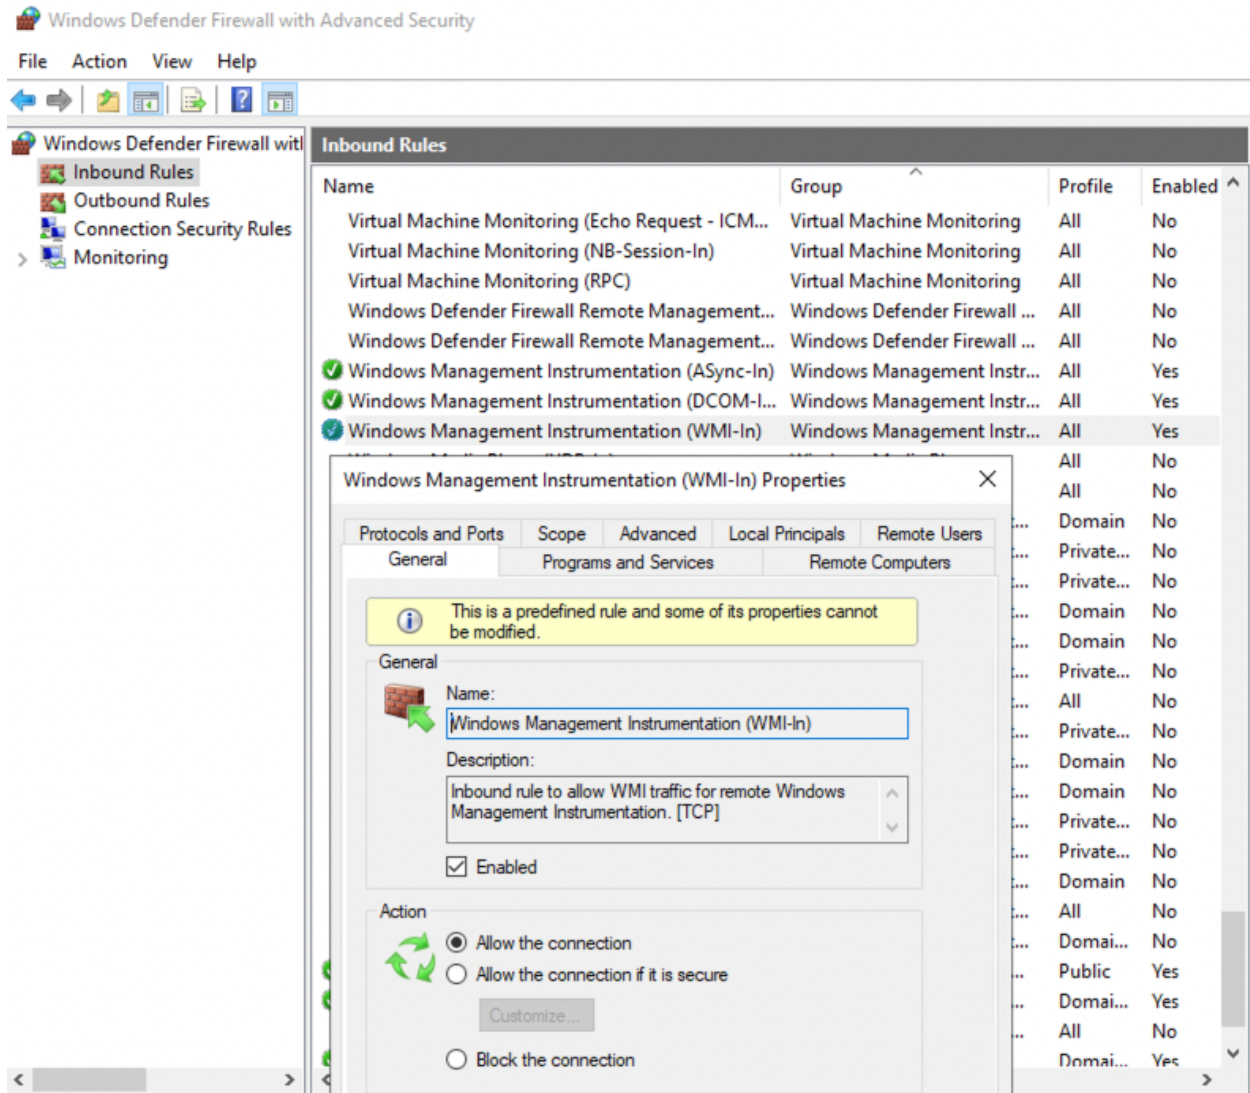 Windows Defender Firewall with Advanced Security
File Action View Help
Windows Defender Firewall witl
Inbound Rules
Outbound Rules
Connection Security Rules
Monitoring
Inbound Rules
Name Group Profile Enabled
Virtual Machine Monitoring (Echo Request - ICM... Virtual Machine Monitoring All No
Virtual Machine Monitoring (NB-Session-In) Virtual Machine Monitoring All No
Virtual Machine Monitoring (RPC) Virtual Machine Monitoring All No
Windows Defender Firewall Remote Management... Windows Defender Firewall ... All No
Windows Defender Firewall Remote Management... Windows Defender Firewall ... All No
Windows Management Instrumentation (ASync-In) Windows Management Instr... All Yes
Windows Management Instrumentation (DCOM-I... Windows Management Instr... All Yes
Windows Management Instrumentation (WMI-In) Windows Management Instr... All Yes
All No
All No
... Domain No
... Private... No
... Private... No
... Domain No
... Domain No
... Private... No
... All No
... Private... No
... Domain No
... Domain No
... Private... No
... Private... No
... Domain No
... All No
... Domai... No
... Public Yes
... Domai... Yes
... All No
Domai... Yes
Windows Management Instrumentation (WMI-In) Properties
Protocols and Ports Scope Advanced Local Principals Remote Users
General Programs and Services Remote Computers
This is a predefined rule and some of its properties cannot
be modified.
General
Name:
Windows Management Instrumentation (WMI-In)
Description:
Inbound rule to allow WMI traffic for remote Windows
Management Instrumentation. [TCP]
Enabled
Action
Allow the connection
Allow the connection if it is secure
Customize...
Block the connection